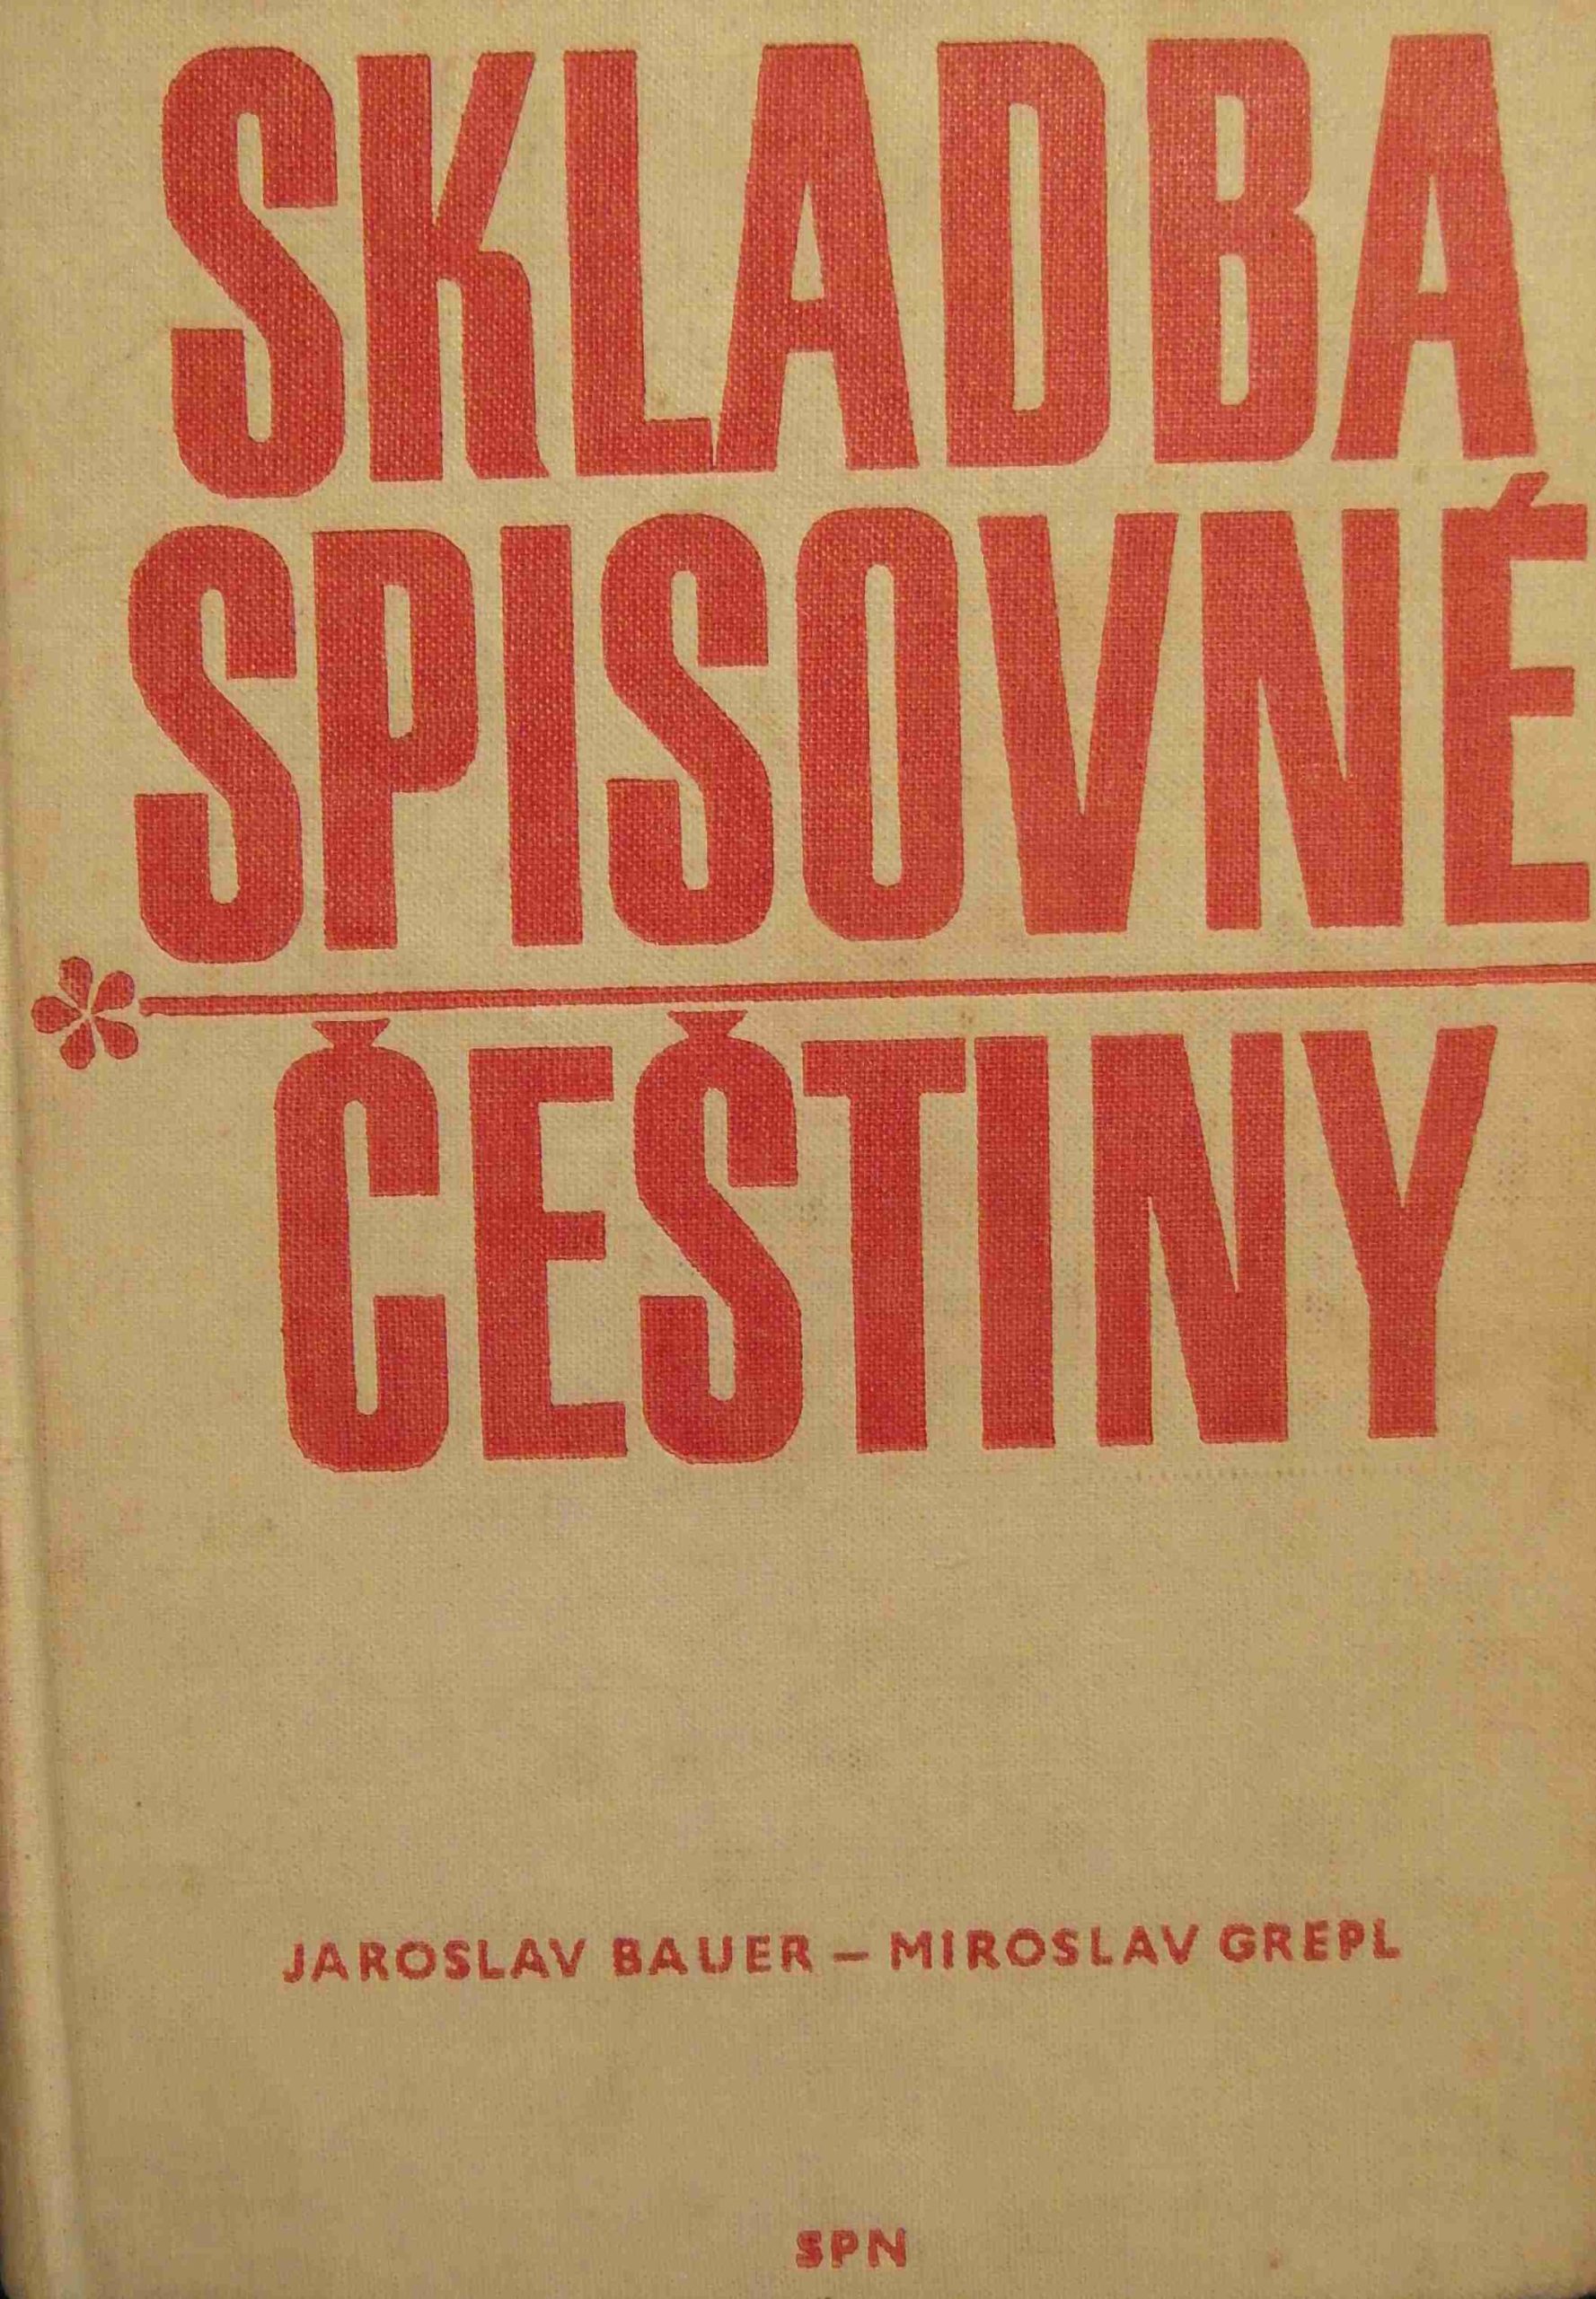 SKLADBA
SPISOVNÉ
ČEŠTINY
JAROSLAV BAUER – MIROSLAV GREPL
SPN